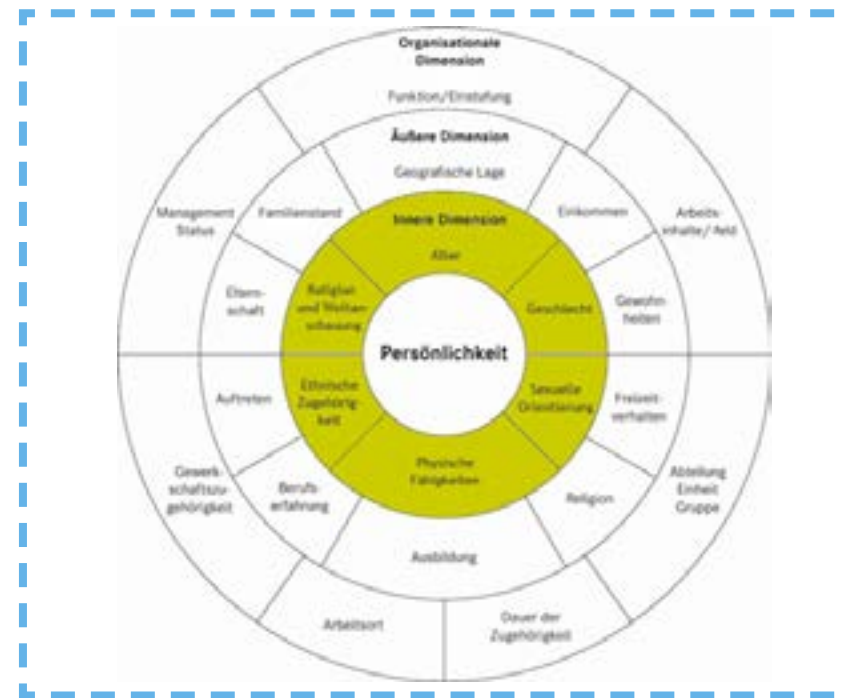 Organisationale
Dimension
Funktion/Einstufung
Äußere Dimension
Geografische Lage
Management
Status
Familienstand
Innere Dimension
Alter
Einkommen
Arbeits-
inhalte/-feld
Eltern-
schaft
Religion
und Weltan-
schauung
Geschlecht
Gewohn-
heiten
Persönlichkeit
Auftreten
Ethnische
Zugehörig-
keit
Sexuelle
Orientierung
Freizeit-
verhalten
Gewerk-
schaftszu-
gehörigkeit
Berufs-
erfahrung
Physische
Fähigkeiten
Religion
Abteilung
Einheit
Gruppe
Ausbildung
Arbeitsort
Dauer der
Zugehörigkeit